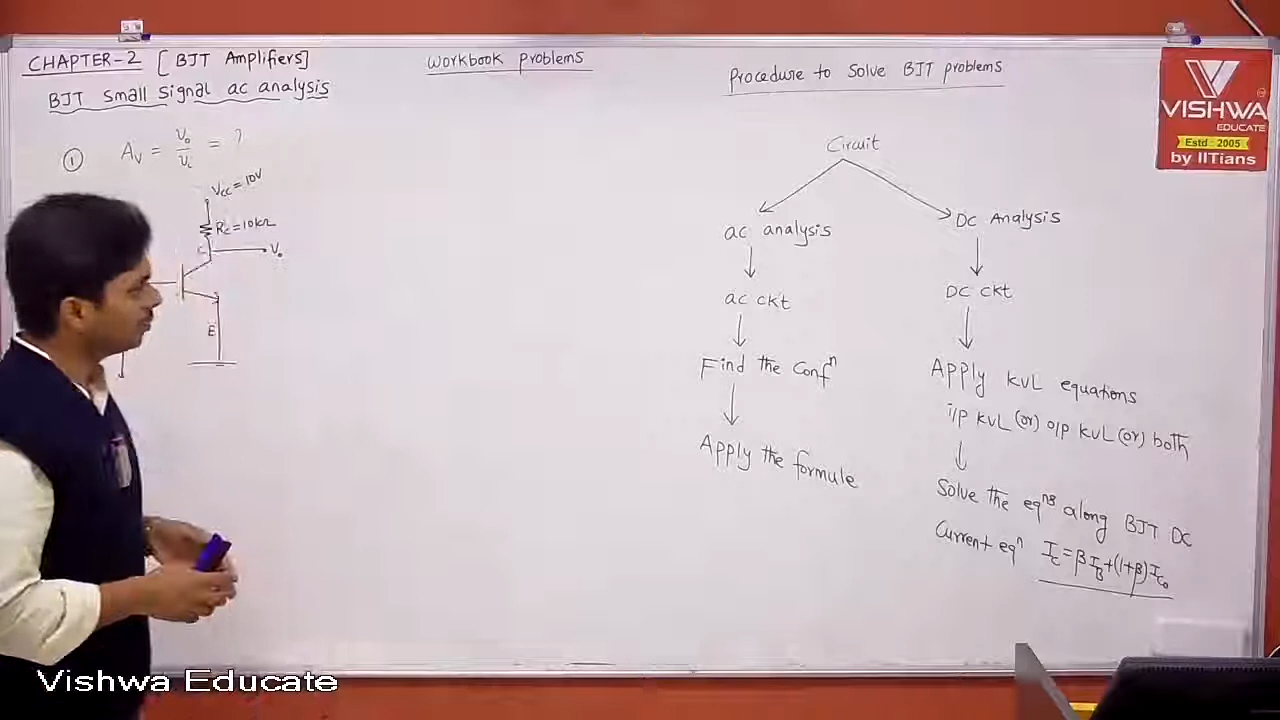 CHAPTER-2 [BJT Amplifiers]
BJT Small Signal ac analysis
① Av = Vo/Vi = ?
Vcc = 10V
Rc = 10kΩ
C
Vo
E
Workbook problems
Procedure to Solve BJT problems
Circuit
ac analysis
ac ckt
Find the Confⁿ
Apply the formule
DC Analysis
DC ckt
Apply KVL equations
i/p KVL (or) o/p KVL (or) both
Solve the eqⁿˢ along BJT DC
Current eqⁿ Ic = βIB + (1+β)Ico
VISHWA
EDUCATE
Estd : 2005
by IITians
Vishwa Educate